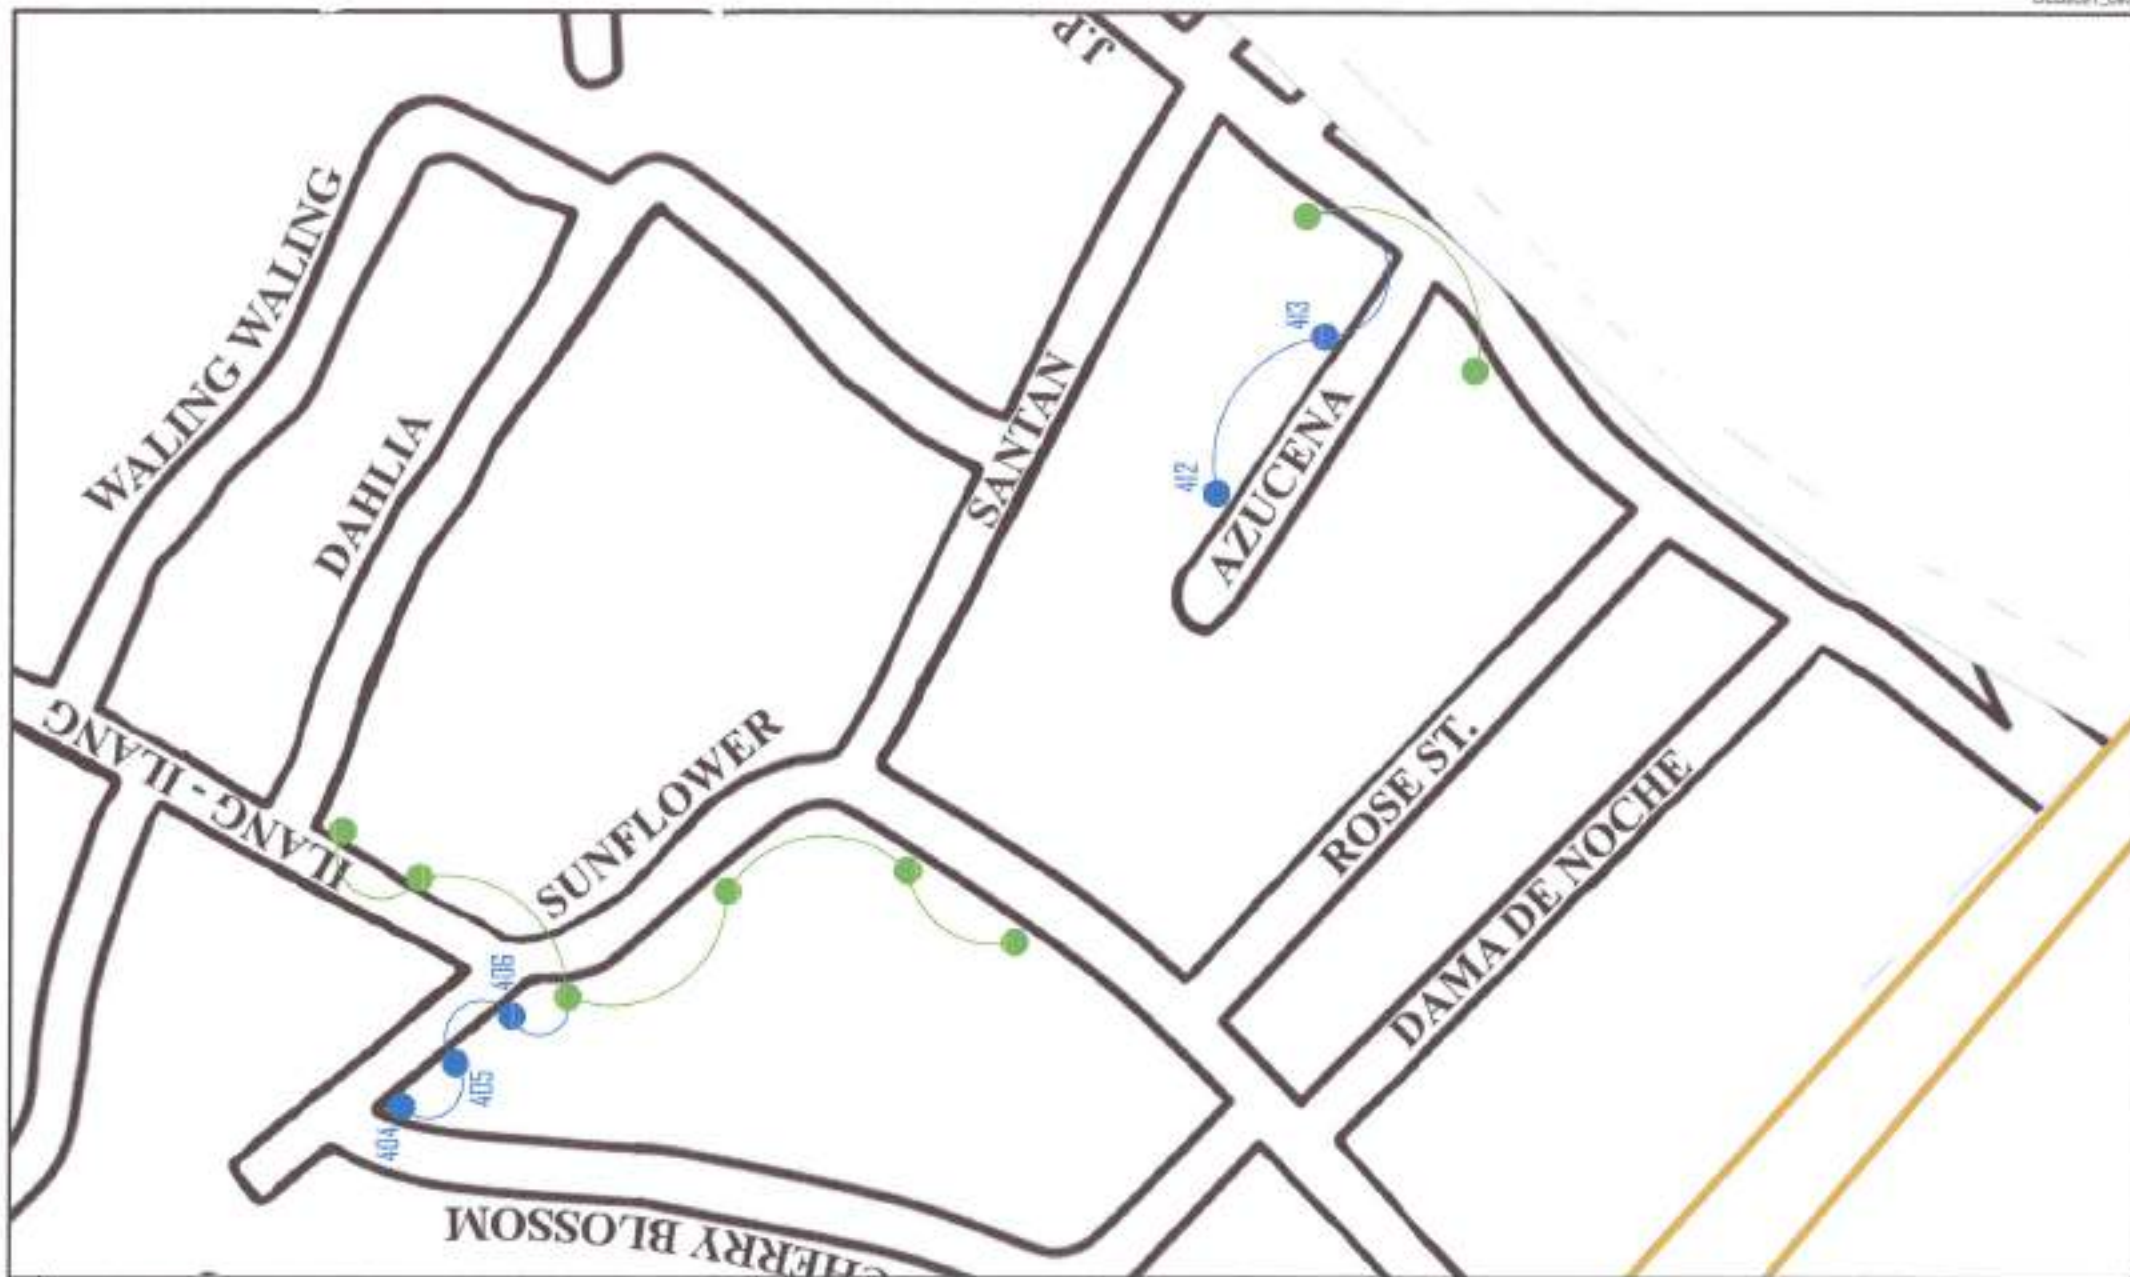 J.P
WALING WALING
DAHLIA
SANTAN
413
412
AZUCENA
ILANG - ILANG
SUNFLOWER
ROSE ST.
DAMA DE NOCHE
406
405
404
CHERRY BLOSSOM